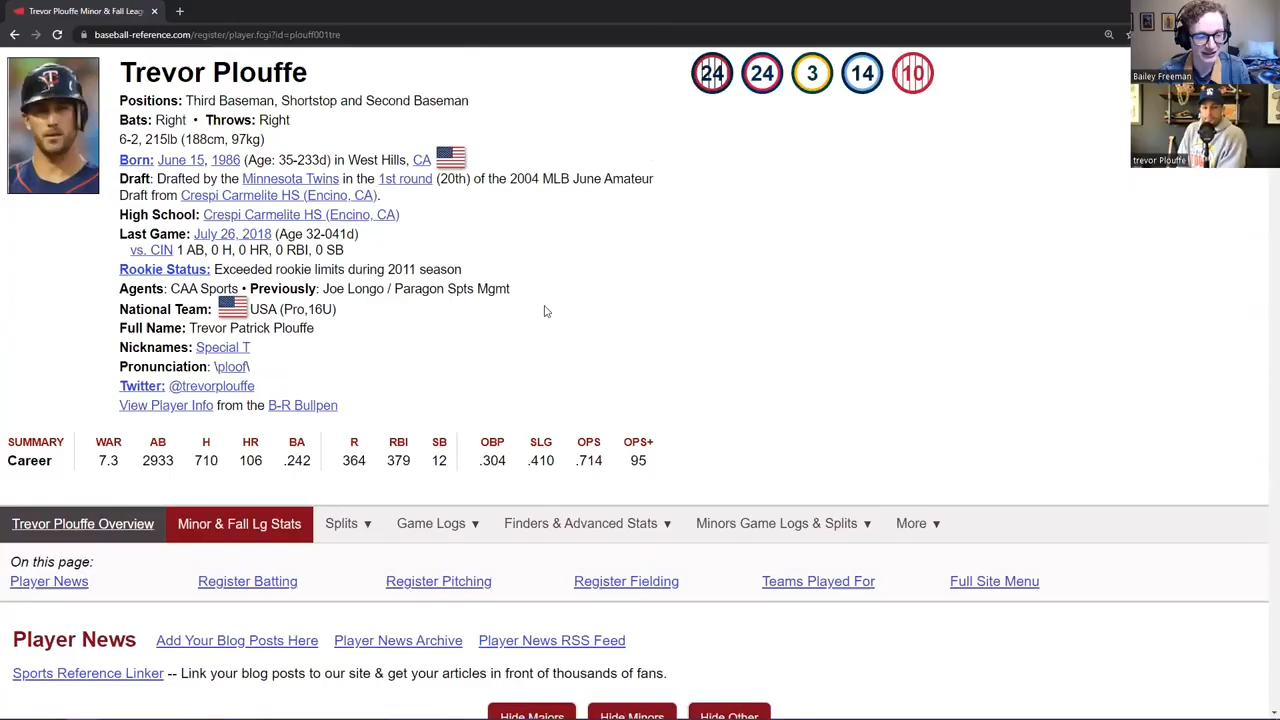 Trevor Plouffe Minor & Fall Leag
baseball-reference.com/register/player.fcgi?id=plouff001tre
Bailey Freeman
trevor Plouffe
Trevor Plouffe
24 24 3 14 10
Positions: Third Baseman, Shortstop and Second Baseman
Bats: Right • Throws: Right
6-2, 215lb (188cm, 97kg)
Born: June 15, 1986 (Age: 35-233d) in West Hills, CA
Draft: Drafted by the Minnesota Twins in the 1st round (20th) of the 2004 MLB June Amateur
Draft from Crespi Carmelite HS (Encino, CA).
High School: Crespi Carmelite HS (Encino, CA)
Last Game: July 26, 2018 (Age 32-041d)
vs. CIN 1 AB, 0 H, 0 HR, 0 RBI, 0 SB
Rookie Status: Exceeded rookie limits during 2011 season
Agents: CAA Sports • Previously: Joe Longo / Paragon Spts Mgmt
National Team: USA (Pro,16U)
Full Name: Trevor Patrick Plouffe
Nicknames: Special T
Pronunciation: \ploof\
Twitter: @trevorplouffe
View Player Info from the B-R Bullpen
SUMMARY WAR AB H HR BA R RBI SB OBP SLG OPS OPS+
Career 7.3 2933 710 106 .242 364 379 12 .304 .410 .714 95
Trevor Plouffe Overview Minor & Fall Lg Stats Splits ▼ Game Logs ▼ Finders & Advanced Stats ▼ Minors Game Logs & Splits ▼ More ▼
On this page:
Player News Register Batting Register Pitching Register Fielding Teams Played For Full Site Menu
Player News Add Your Blog Posts Here Player News Archive Player News RSS Feed
Sports Reference Linker -- Link your blog posts to our site & get your articles in front of thousands of fans.
Hide Majors Hide Minors Hide Other